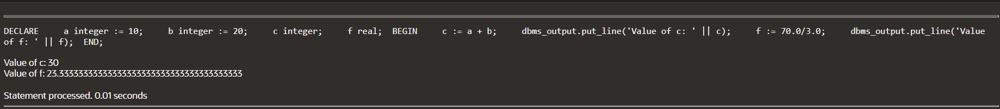 DECLARE     a integer := 10;     b integer := 20;     c integer;     f real;  BEGIN     c := a + b;     dbms_output.put_line('Value of c: ' || c);     f := 70.0/3.0;     dbms_output.put_line('Value
of f: ' || f);  END;
Value of c: 30
Value of f: 23.33333333333333333333333333333333333333
Statement processed. 0.01 seconds